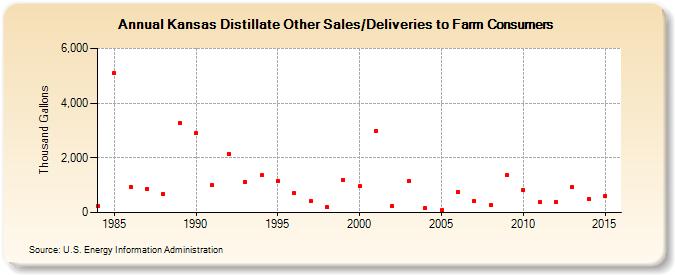 Annual Kansas Distillate Other Sales/Deliveries to Farm Consumers
Thousand Gallons
6,000
4,000
2,000
0
1985 1990 1995 2000 2005 2010 2015
Source: U.S. Energy Information Administration